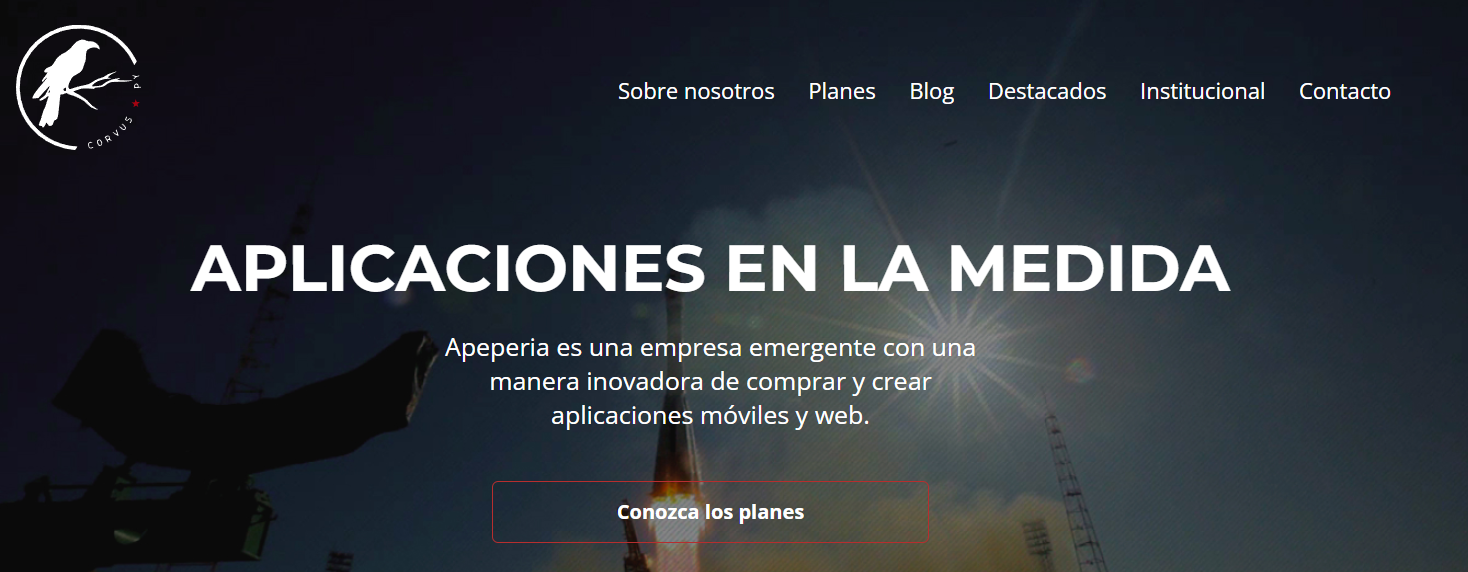 CORVUS ★ PY
Sobre nosotros Planes Blog Destacados Institucional Contacto
APLICACIONES EN LA MEDIDA
Apeperia es una empresa emergente con una
manera inovadora de comprar y crear
aplicaciones móviles y web.
Conozca los planes